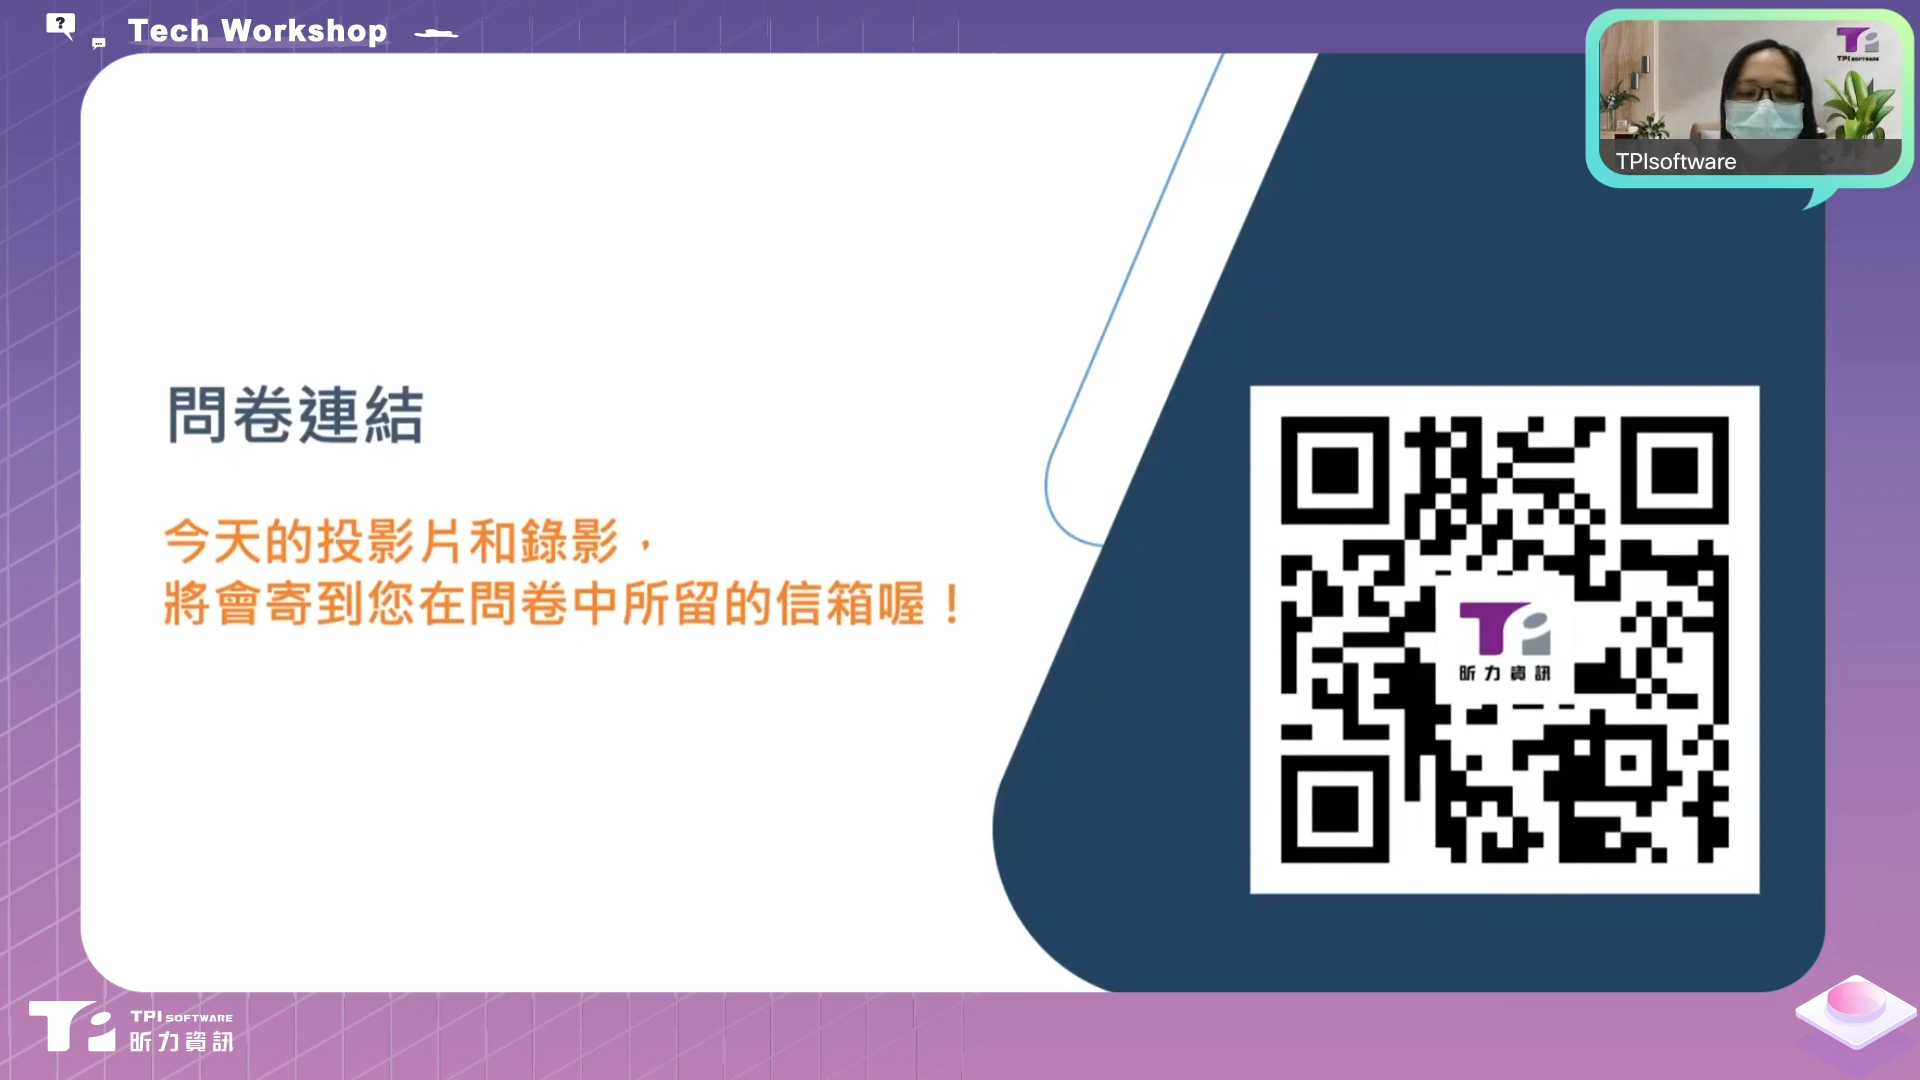 Tech Workshop
TPI SOFTWARE
TPIsoftware
問卷連結
今天的投影片和錄影，
將會寄到您在問卷中所留的信箱喔！
昕力資訊
TPI SOFTWARE
昕力資訊